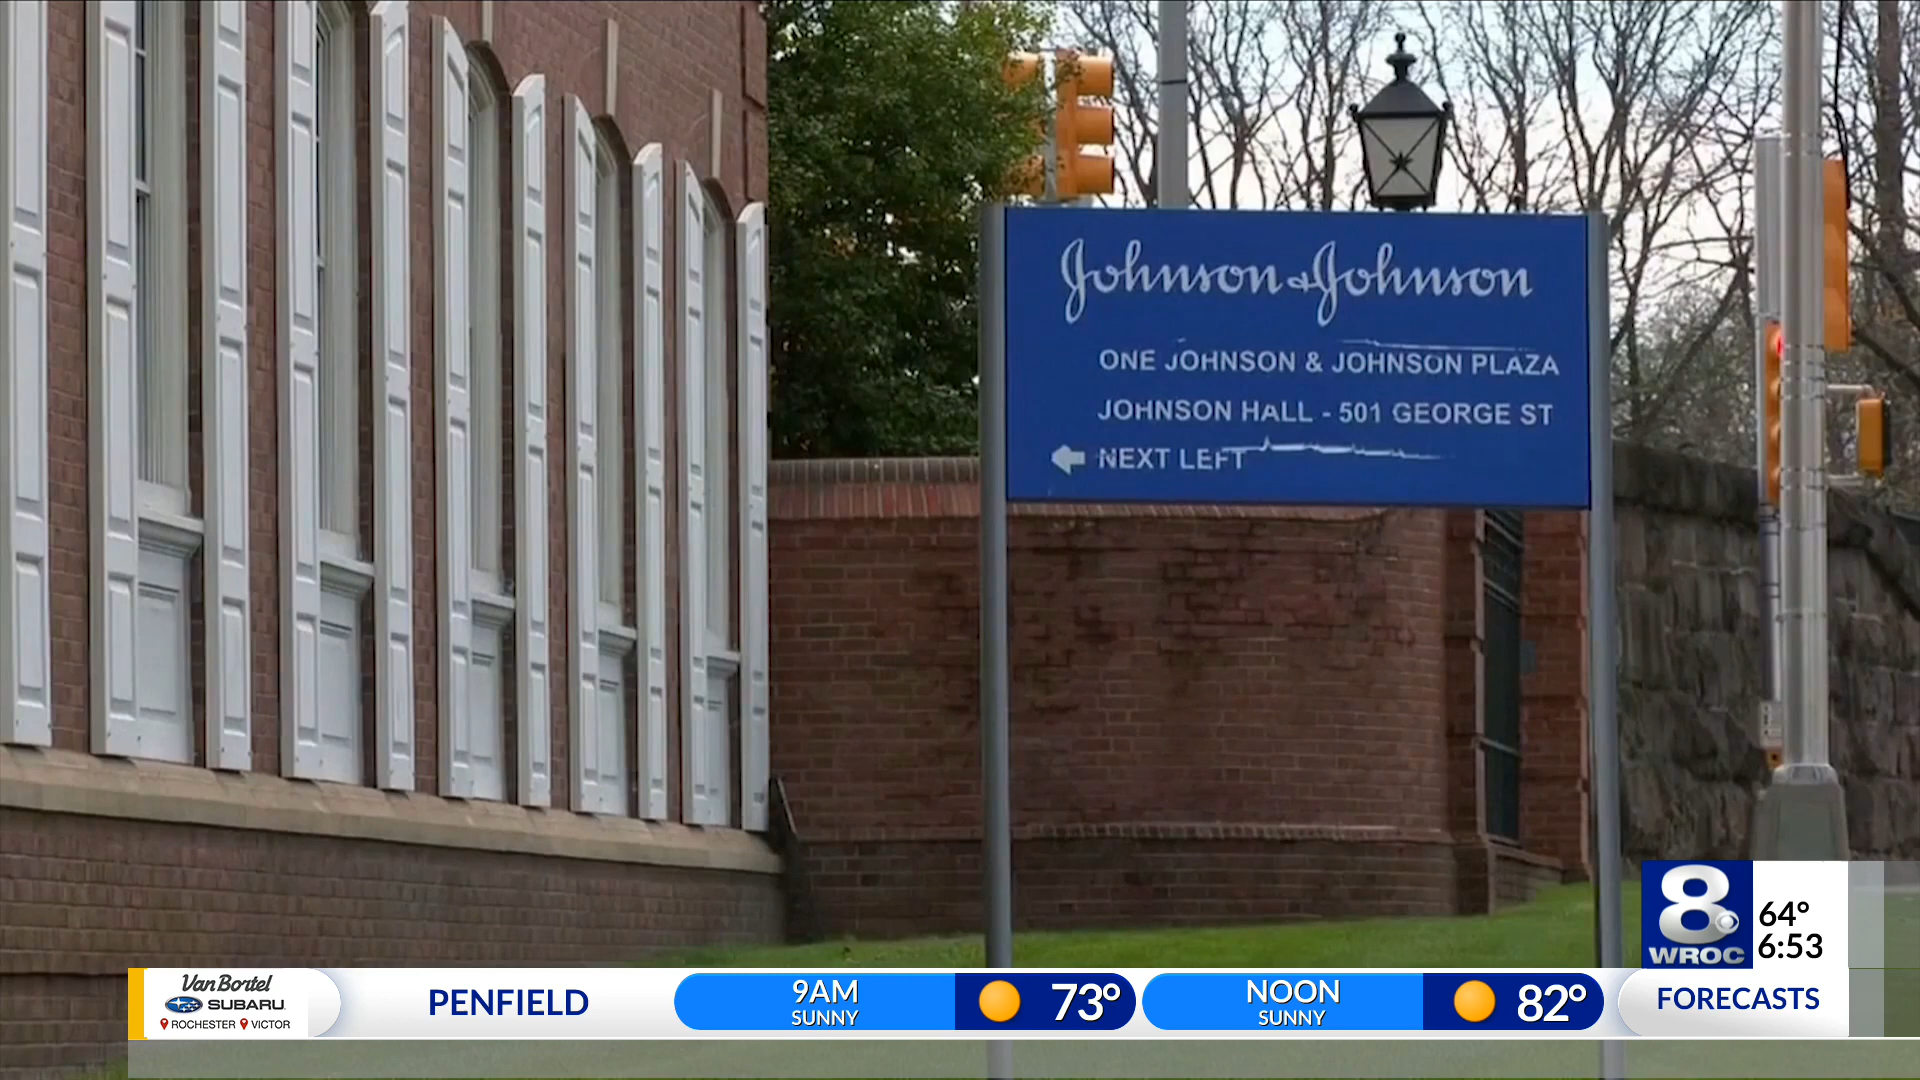 Johnson & Johnson
ONE JOHNSON & JOHNSON PLAZA
JOHNSON HALL - 501 GEORGE ST
NEXT LEFT
8
WROC
64°
6:53
Van Bortel
SUBARU
ROCHESTER VICTOR
PENFIELD
9AM
SUNNY
73°
NOON
SUNNY
82°
FORECASTS